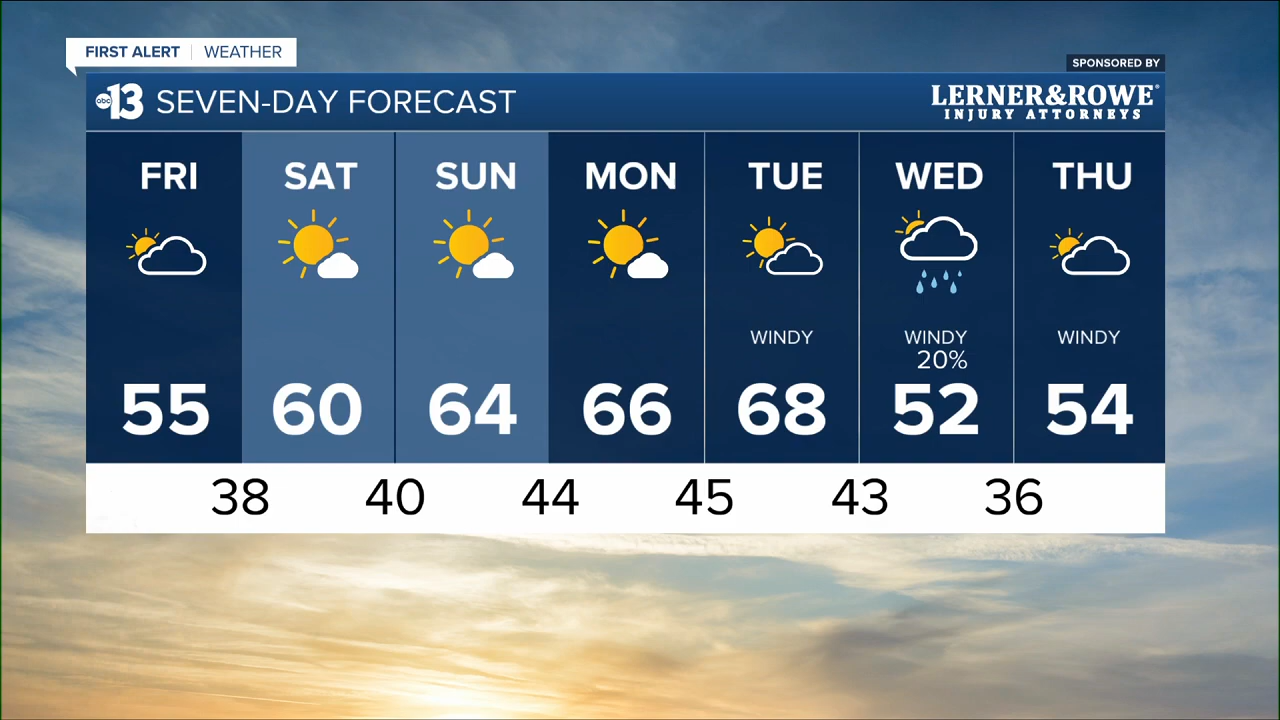 FIRST ALERT WEATHER
SPONSORED BY
abc 13 SEVEN-DAY FORECAST
LERNER&ROWE®
INJURY ATTORNEYS
FRI SAT SUN MON TUE WED THU
WINDY WINDY WINDY
20%
55 60 64 66 68 52 54
38 40 44 45 43 36